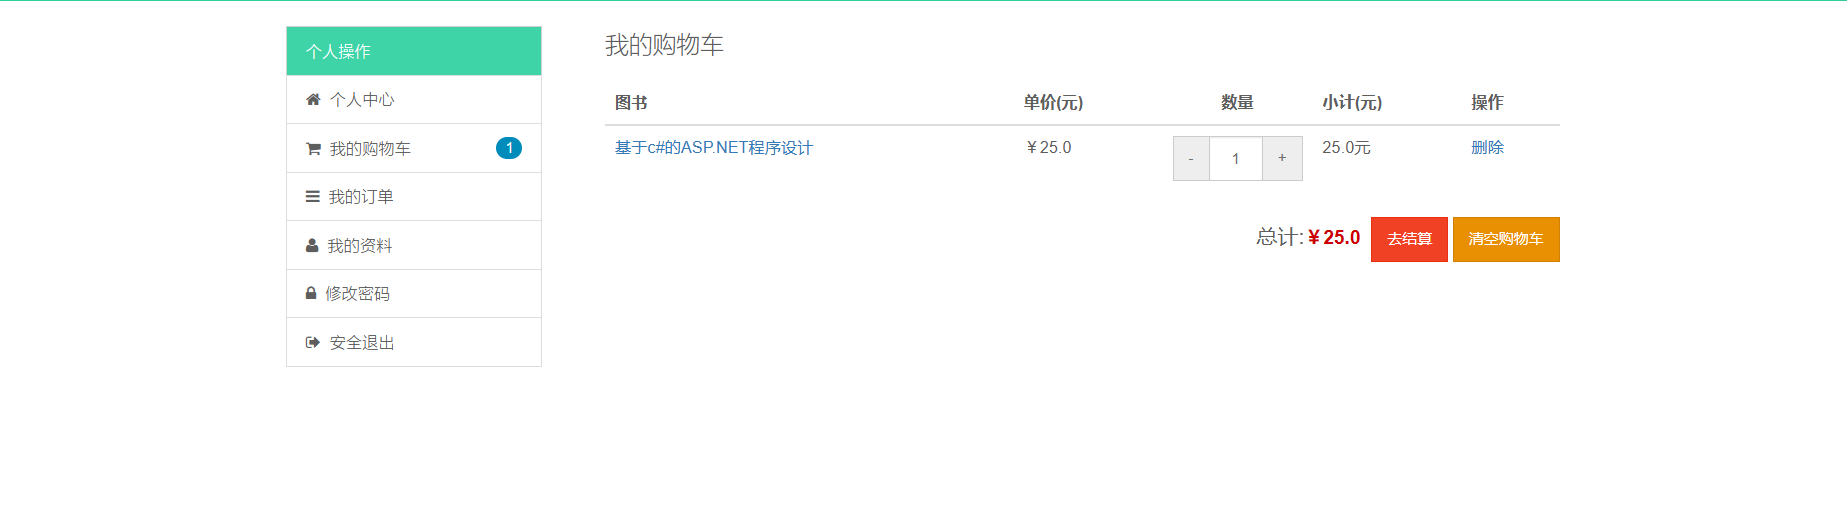 个人操作
个人中心
我的购物车 1
我的订单
我的资料
修改密码
安全退出
我的购物车
图书 单价(元) 数量 小计(元) 操作
基于c#的ASP.NET程序设计 ￥25.0 - 1 + 25.0元 删除
总计:￥25.0 去结算 清空购物车